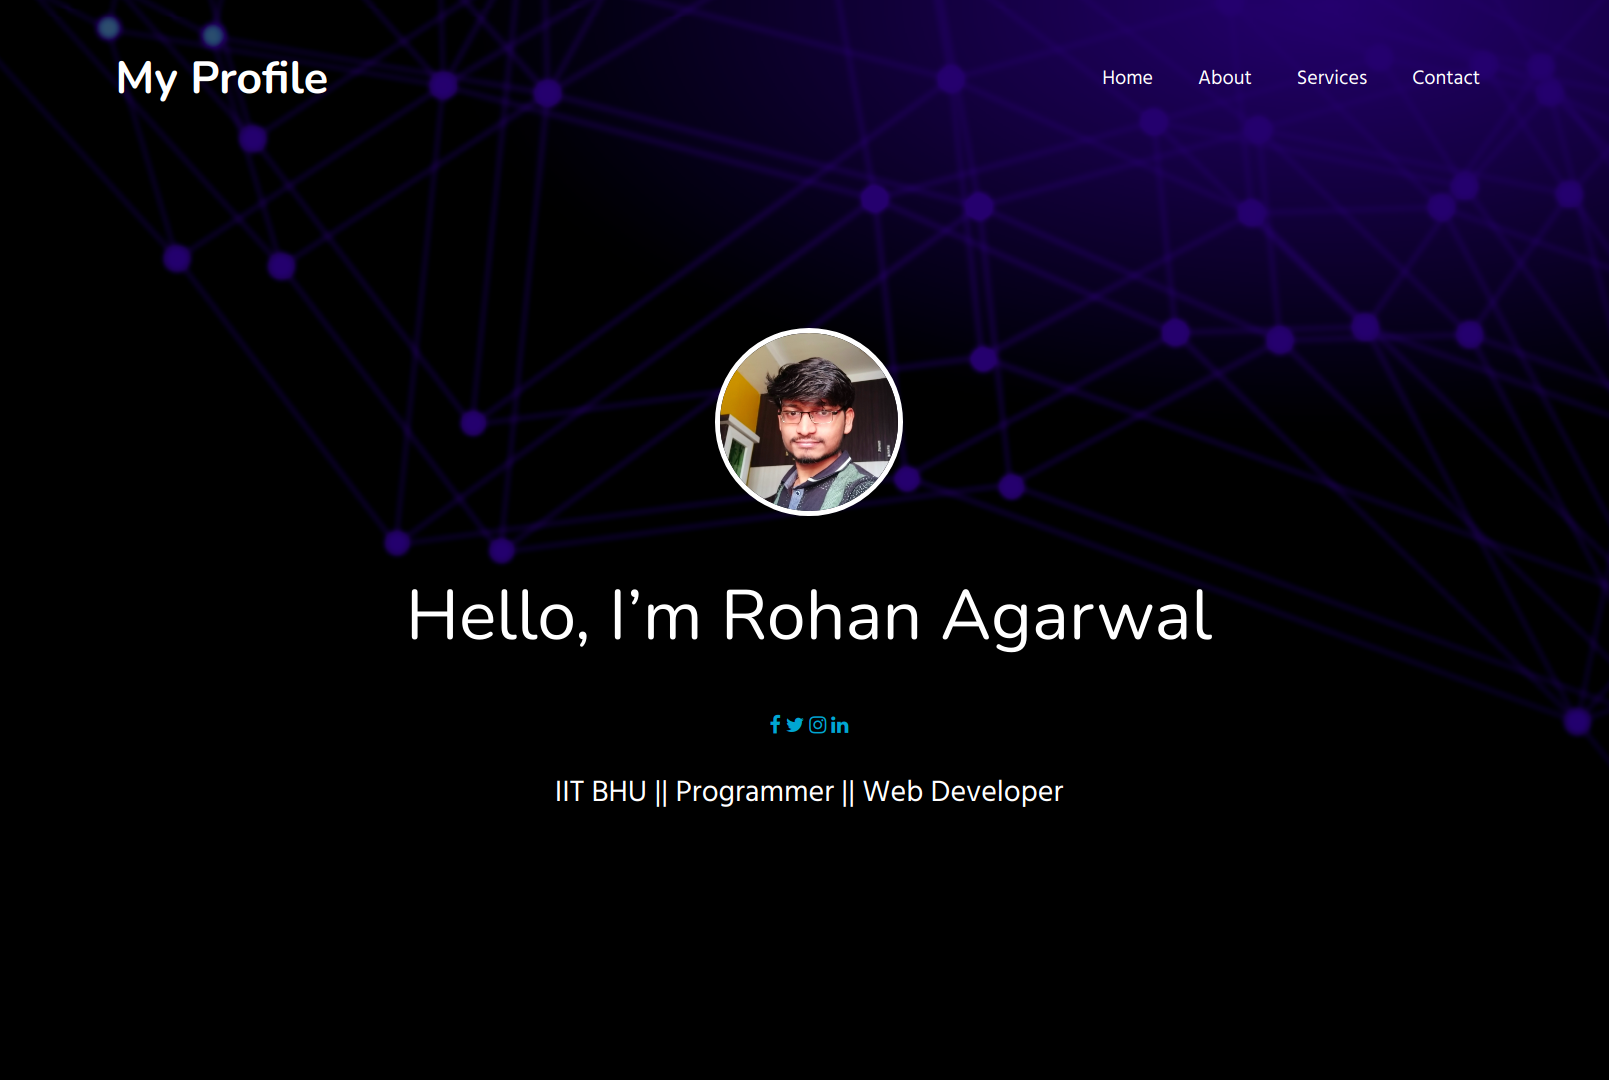 My Profile
Home About Services Contact
Hello, I’m Rohan Agarwal
IIT BHU || Programmer || Web Developer